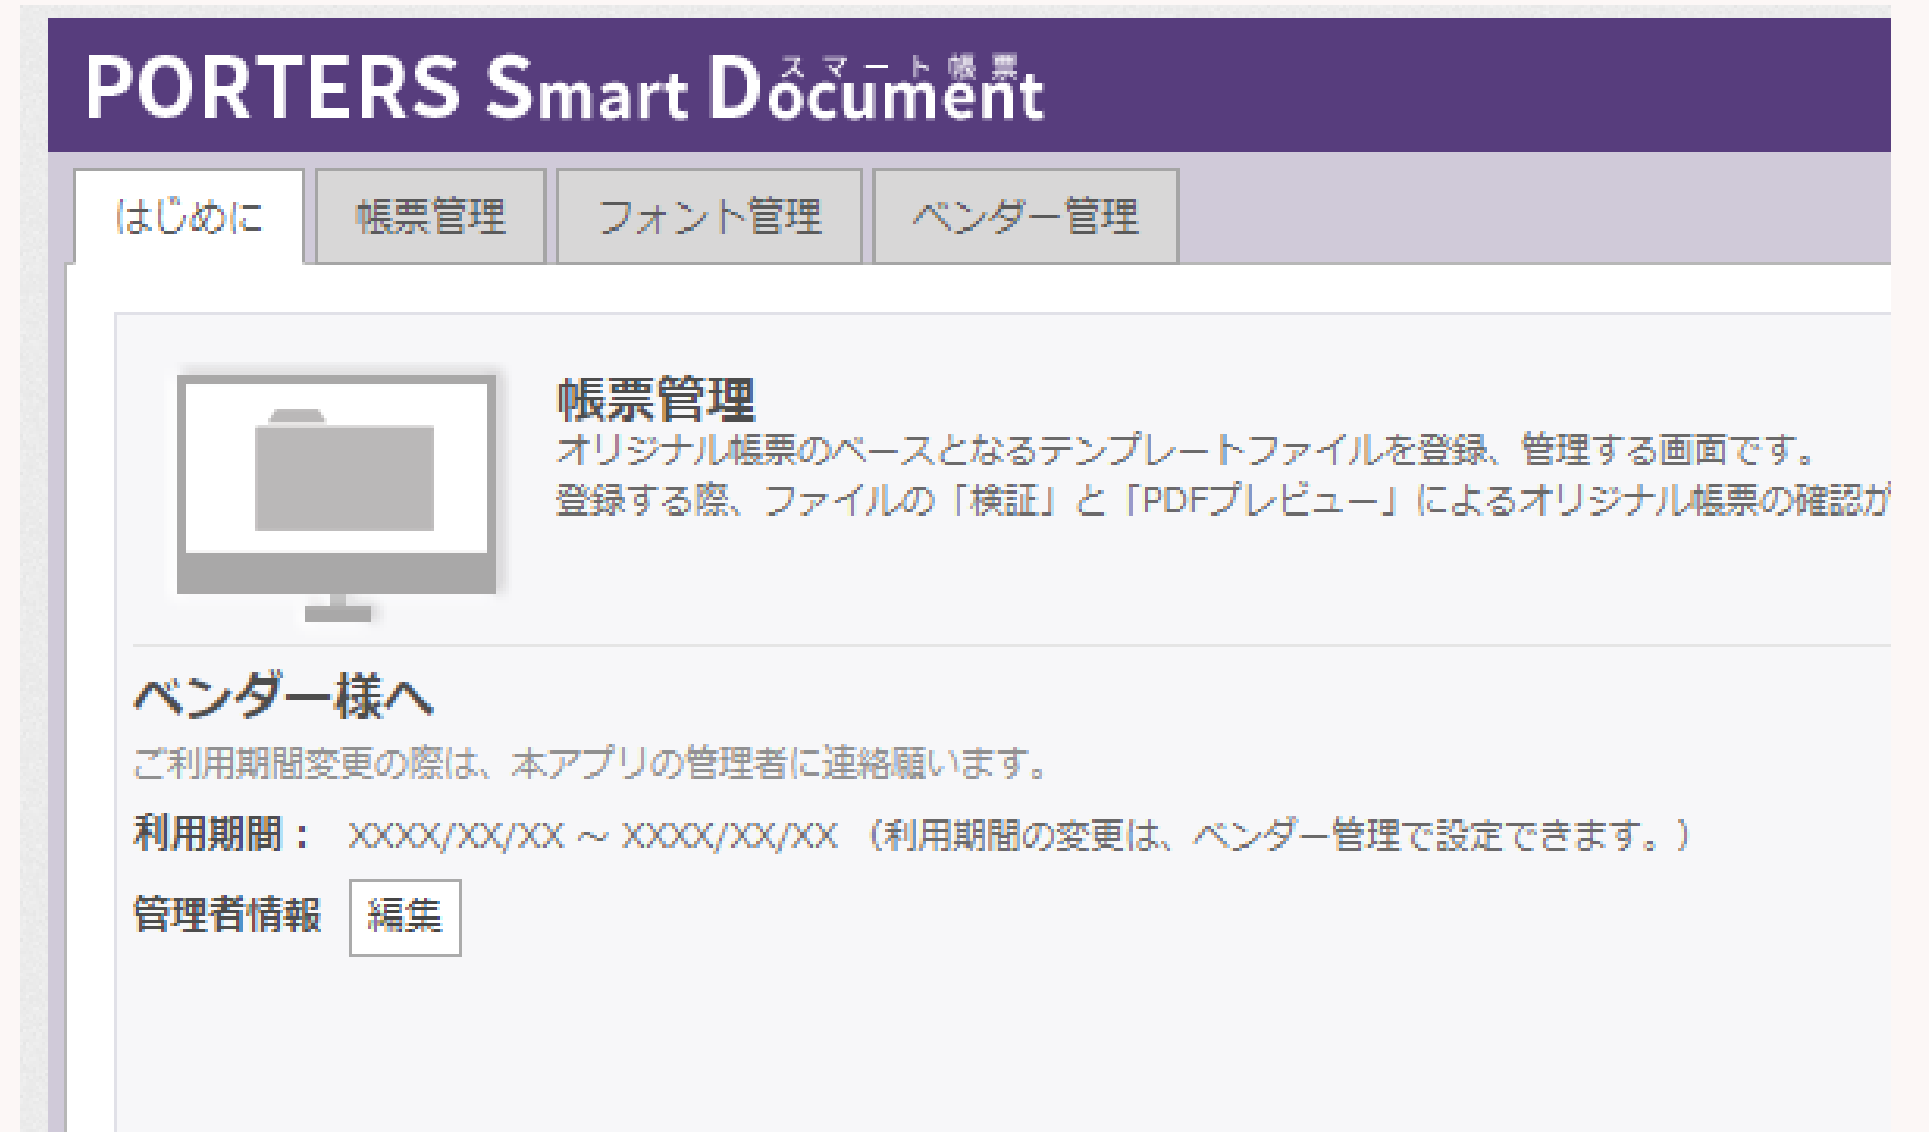 PORTERS Smart Document
スマート帳票
はじめに
帳票管理
フォント管理
ベンダー管理
帳票管理
オリジナル帳票のベースとなるテンプレートファイルを登録、管理する画面です。
登録する際、ファイルの「検証」と「PDFプレビュー」によるオリジナル帳票の確認が
ベンダー様へ
ご利用期間変更の際は、本アプリの管理者に連絡願います。
利用期間： XXXX/XX/XX ～ XXXX/XX/XX （利用期間の変更は、ベンダー管理で設定できます。）
管理者情報 編集